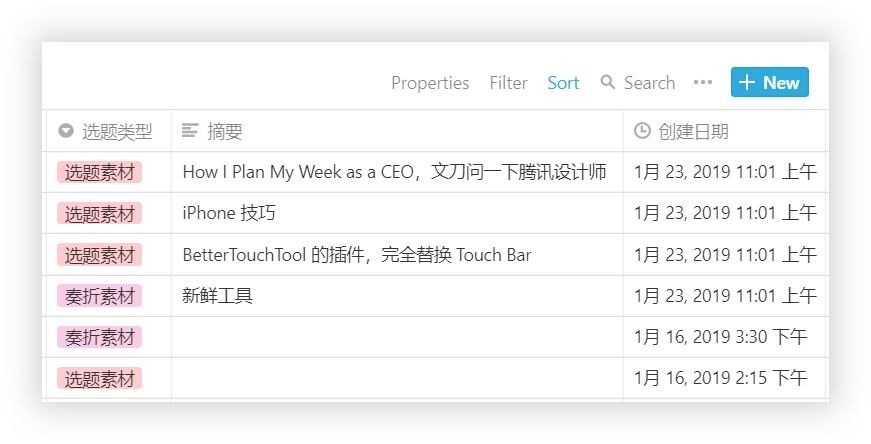 Properties Filter Sort Search ••• + New
选题类型 摘要 创建日期
选题素材 How I Plan My Week as a CEO，文刀问一下腾讯设计师 1月 23, 2019 11:01 上午
选题素材 iPhone 技巧 1月 23, 2019 11:01 上午
选题素材 BetterTouchTool 的插件，完全替换 Touch Bar 1月 23, 2019 11:01 上午
奏折素材 新鲜工具 1月 23, 2019 11:01 上午
奏折素材 1月 16, 2019 3:30 下午
选题素材 1月 16, 2019 2:15 下午